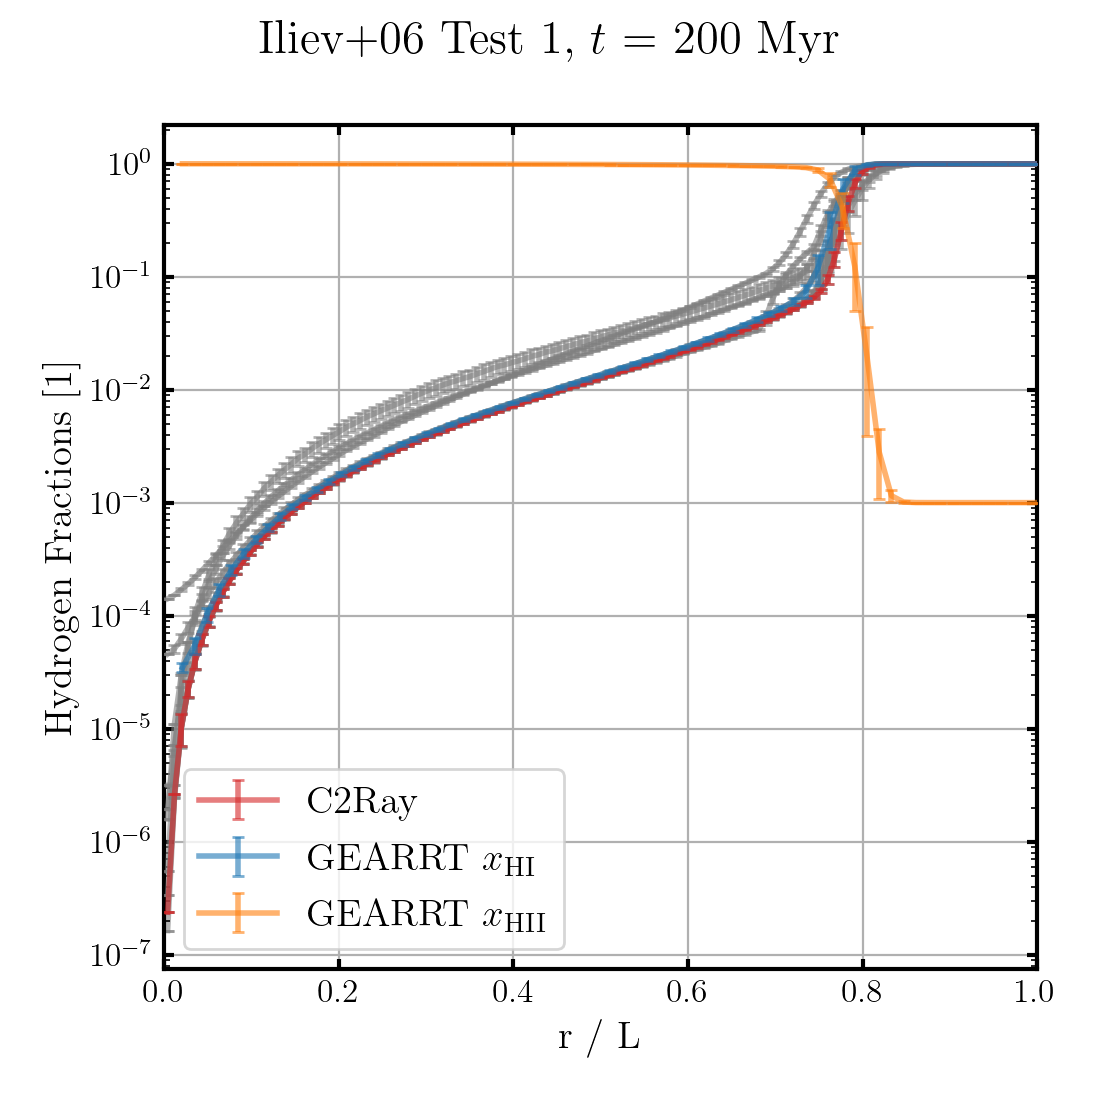 Iliev+06 Test 1, t = 200 Myr
10⁰
10⁻¹
10⁻²
10⁻³
10⁻⁴
10⁻⁵
10⁻⁶
10⁻⁷
Hydrogen Fractions [1]
C2Ray
GEARRT x_HI
GEARRT x_HII
0.0 0.2 0.4 0.6 0.8 1.0
r / L